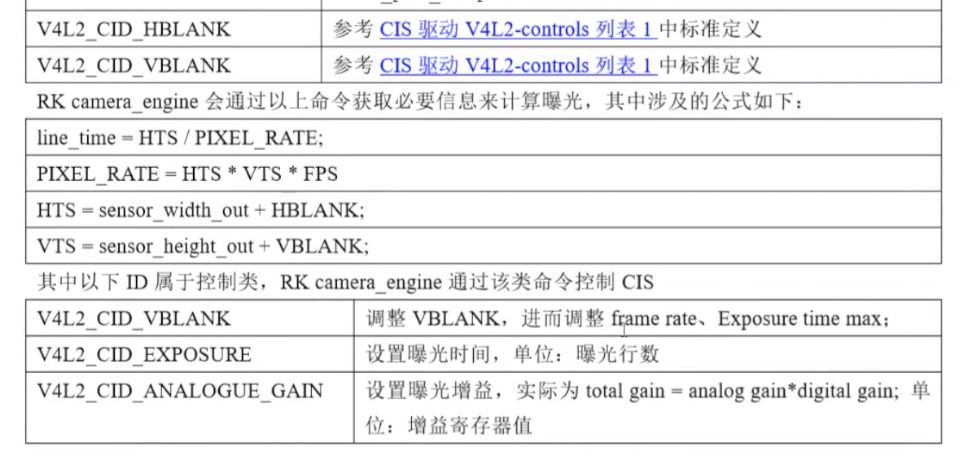 V4L2_CID_HBLANK 参考 CIS 驱动 V4L2-controls 列表 1 中标准定义
V4L2_CID_VBLANK 参考 CIS 驱动 V4L2-controls 列表 1 中标准定义
RK camera_engine 会通过以上命令获取必要信息来计算曝光，其中涉及的公式如下：
line_time = HTS / PIXEL_RATE;
PIXEL_RATE = HTS * VTS * FPS
HTS = sensor_width_out + HBLANK;
VTS = sensor_height_out + VBLANK;
其中以下 ID 属于控制类，RK camera_engine 通过该类命令控制 CIS
V4L2_CID_VBLANK 调整 VBLANK，进而调整 frame rate、Exposure time max；
V4L2_CID_EXPOSURE 设置曝光时间，单位：曝光行数
V4L2_CID_ANALOGUE_GAIN 设置曝光增益，实际为 total gain = analog gain*digital gain; 单
位：增益寄存器值